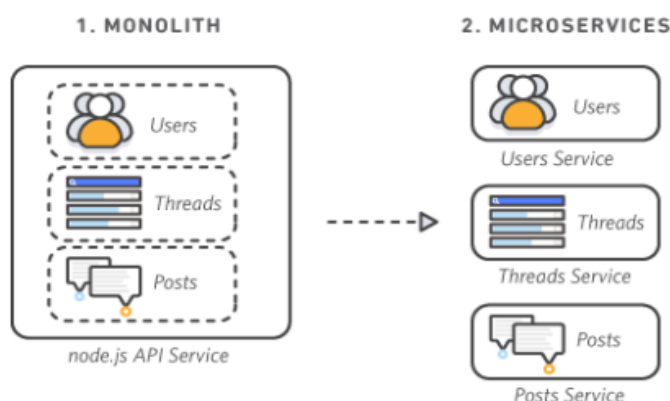 1. MONOLITH
Users
Threads
Posts
node.js API Service
2. MICROSERVICES
Users
Users Service
Threads
Threads Service
Posts
Posts Service